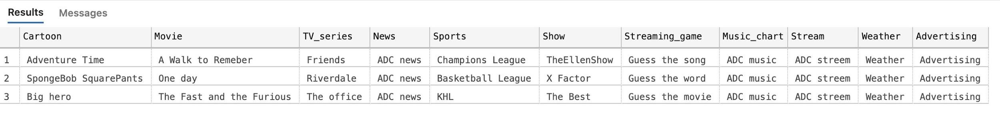 Results Messages
Cartoon Movie TV_series News Sports Show Streaming_game Music_chart Stream Weather Advertising
1 Adventure Time A Walk to Remeber Friends ADC news Champions League TheEllenShow Guess the song ADC music ADC streem Weather Advertising
2 SpongeBob SquarePants One day Riverdale ADC news Basketball League X Factor Guess the word ADC music ADC streem Weather Advertising
3 Big hero The Fast and the Furious The office ADC news KHL The Best Guess the movie ADC music ADC streem Weather Advertising